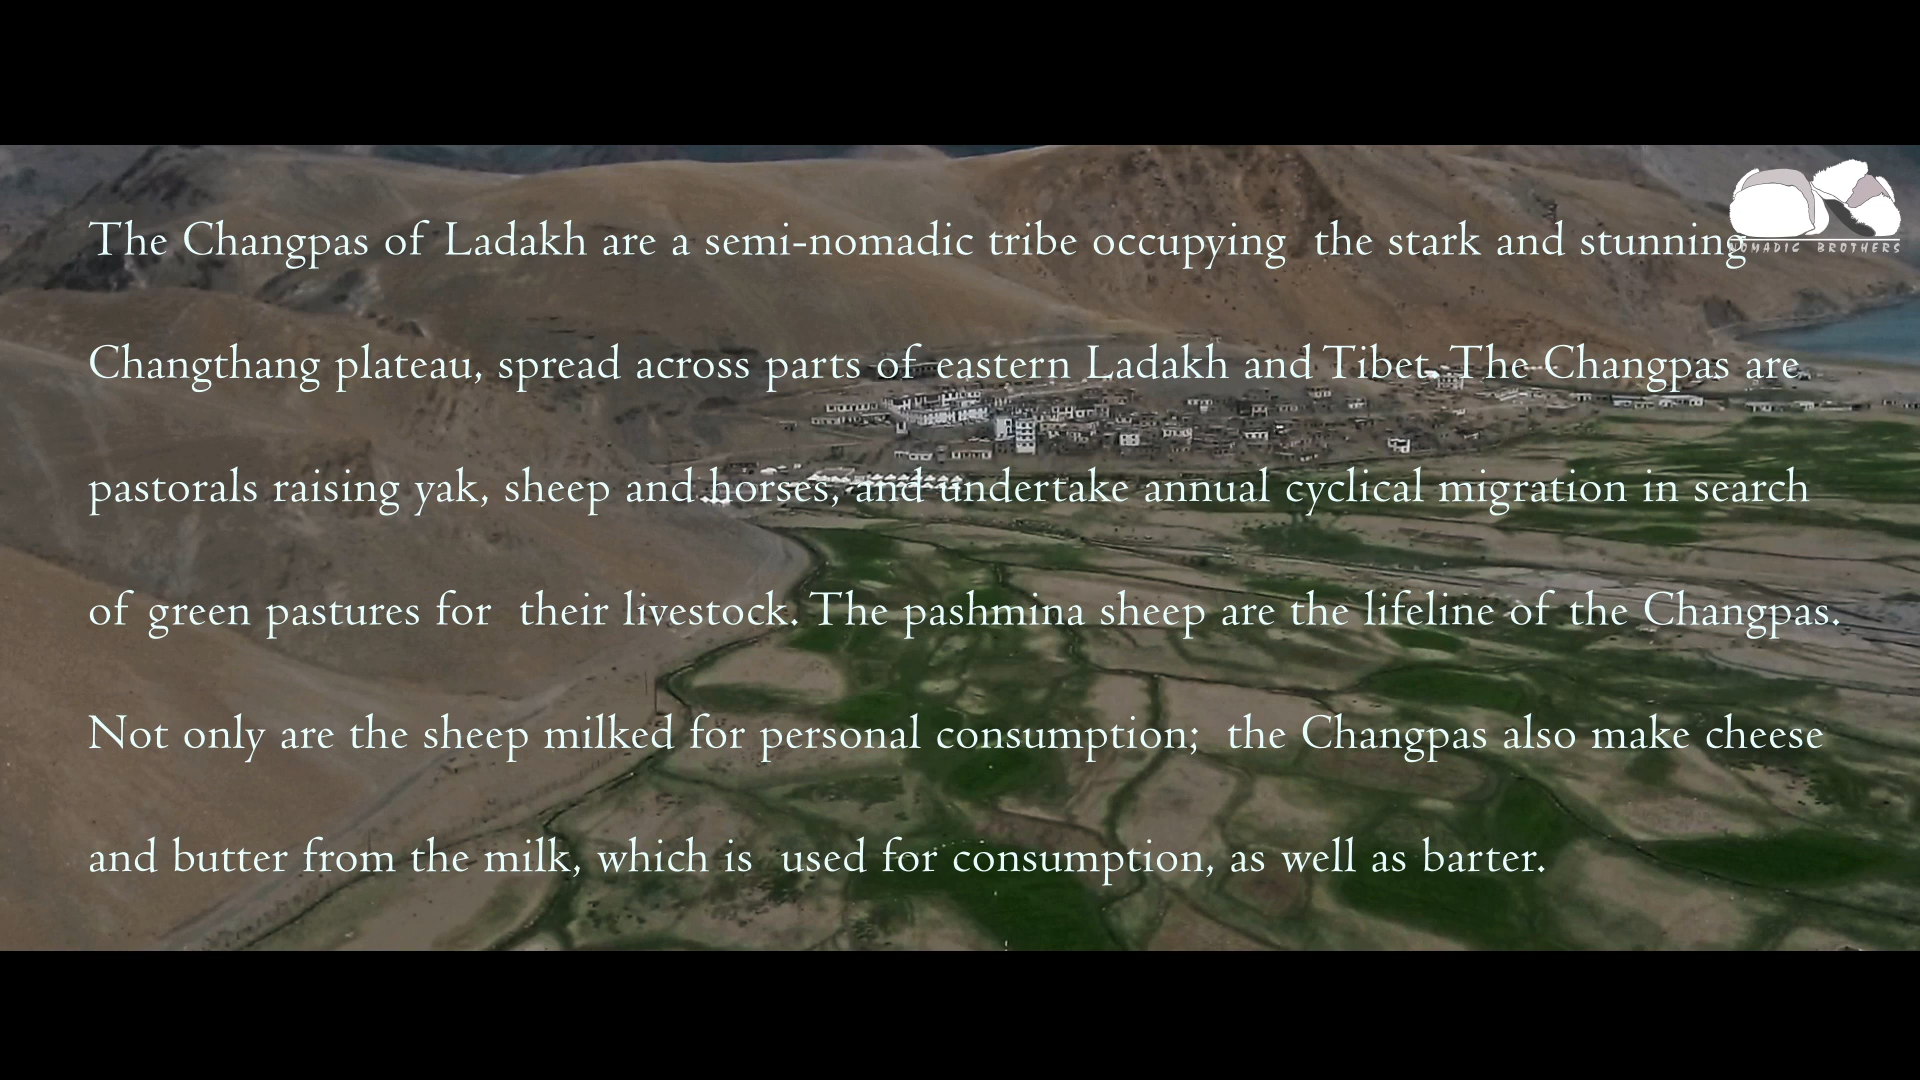 The Changpas of Ladakh are a semi-nomadic tribe occupying the stark and stunning
NOMADIC BROTHERS
Changthang plateau, spread across parts of eastern Ladakh and Tibet. The Changpas are
pastorals raising yak, sheep and horses, and undertake annual cyclical migration in search
of green pastures for their livestock. The pashmina sheep are the lifeline of the Changpas.
Not only are the sheep milked for personal consumption; the Changpas also make cheese
and butter from the milk, which is used for consumption, as well as barter.